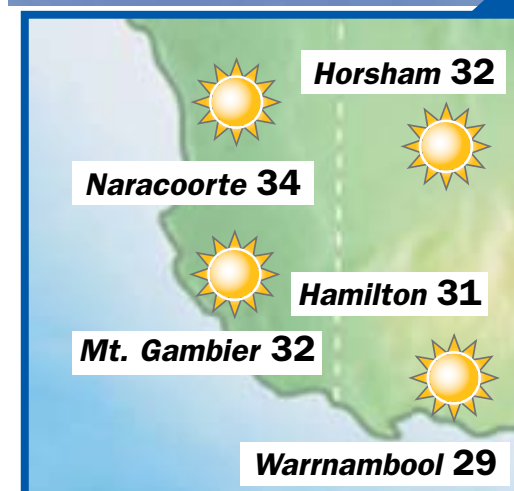 Horsham 32
Naracoorte 34
Hamilton 31
Mt. Gambier 32
Warrnambool 29